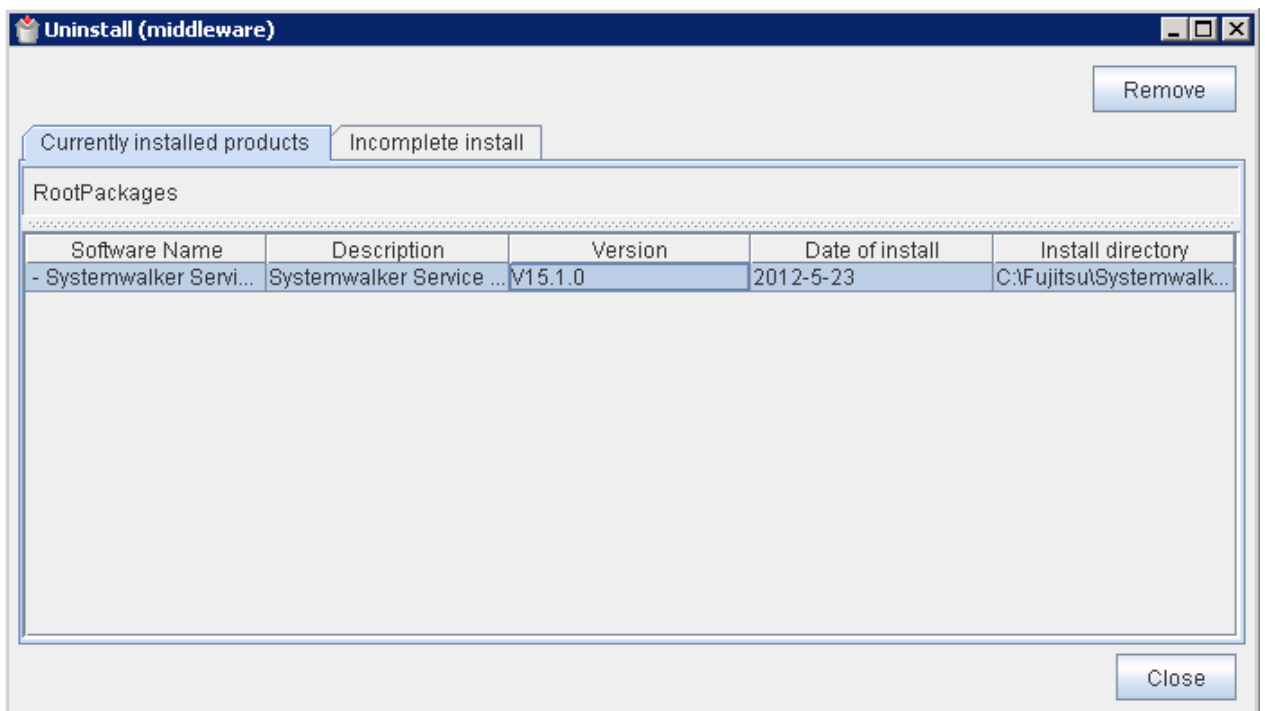 Uninstall (middleware)
Remove
Currently installed products Incomplete install
RootPackages
Software Name Description Version Date of install Install directory
- Systemwalker Servi... Systemwalker Service ... V15.1.0 2012-5-23 C:\Fujitsu\Systemwalk...
Close